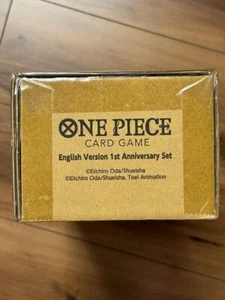 ONE PIECE
CARD GAME
English Version 1st Anniversary Set
©Eiichiro Oda/Shueisha
©Eiichiro Oda/Shueisha, Toei Animation